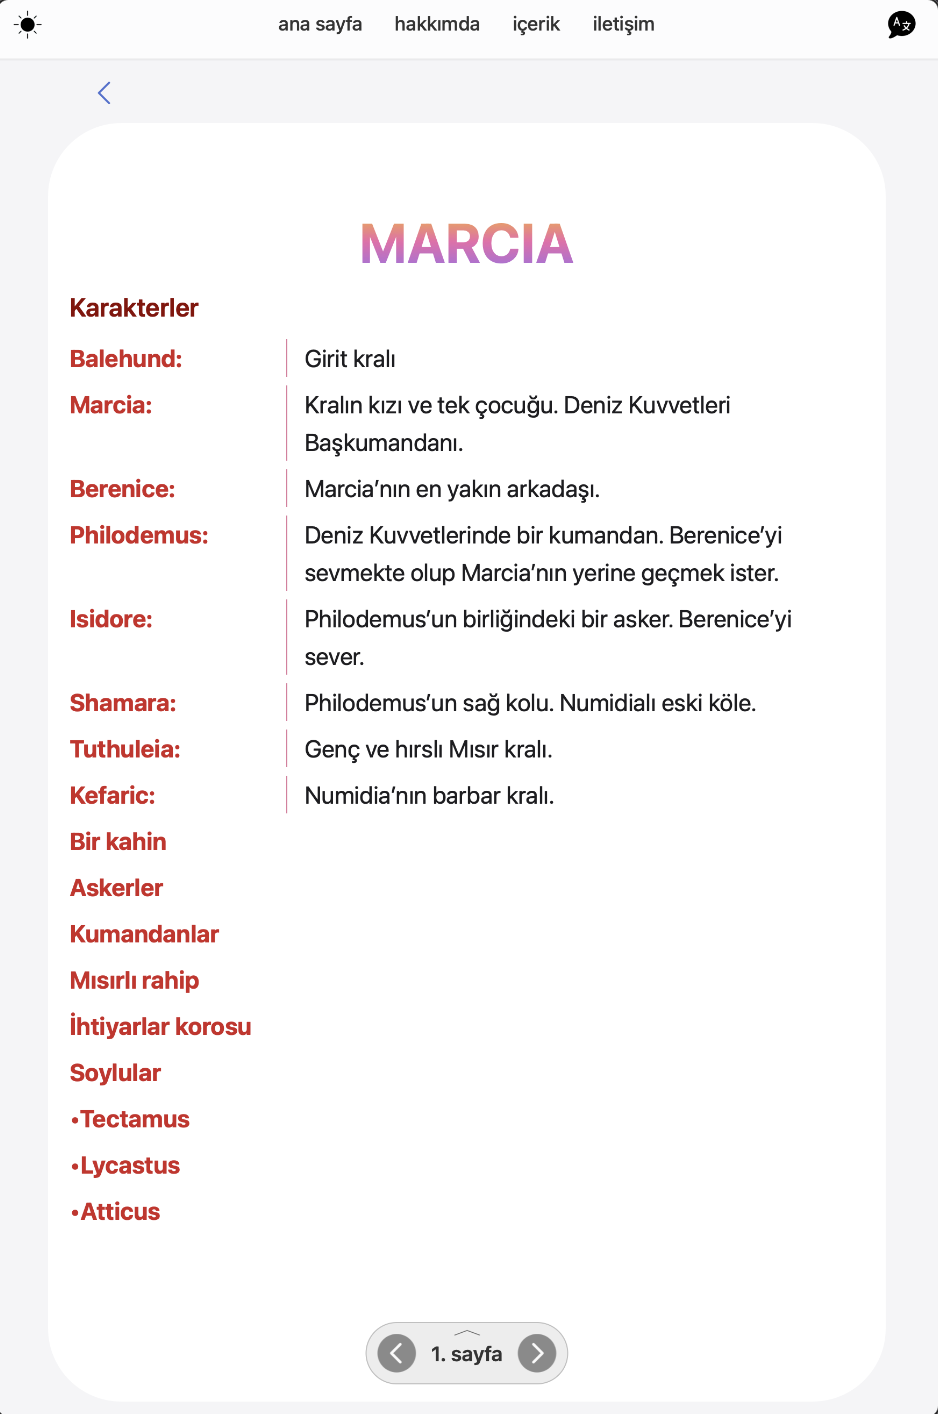 ana sayfa hakkımda içerik iletişim
MARCIA
Karakterler
Balehund: Girit kralı
Marcia: Kralın kızı ve tek çocuğu. Deniz Kuvvetleri
Başkumandanı.
Berenice: Marcia’nın en yakın arkadaşı.
Philodemus: Deniz Kuvvetlerinde bir kumandan. Berenice’yi
sevmekte olup Marcia’nın yerine geçmek ister.
Isidore: Philodemus’un birliğindeki bir asker. Berenice’yi
sever.
Shamara: Philodemus’un sağ kolu. Numidialı eski köle.
Tuthuleia: Genç ve hırslı Mısır kralı.
Kefaric: Numidia’nın barbar kralı.
Bir kahin
Askerler
Kumandanlar
Mısırlı rahip
İhtiyarlar korosu
Soylular
•Tectamus
•Lycastus
•Atticus
1. sayfa